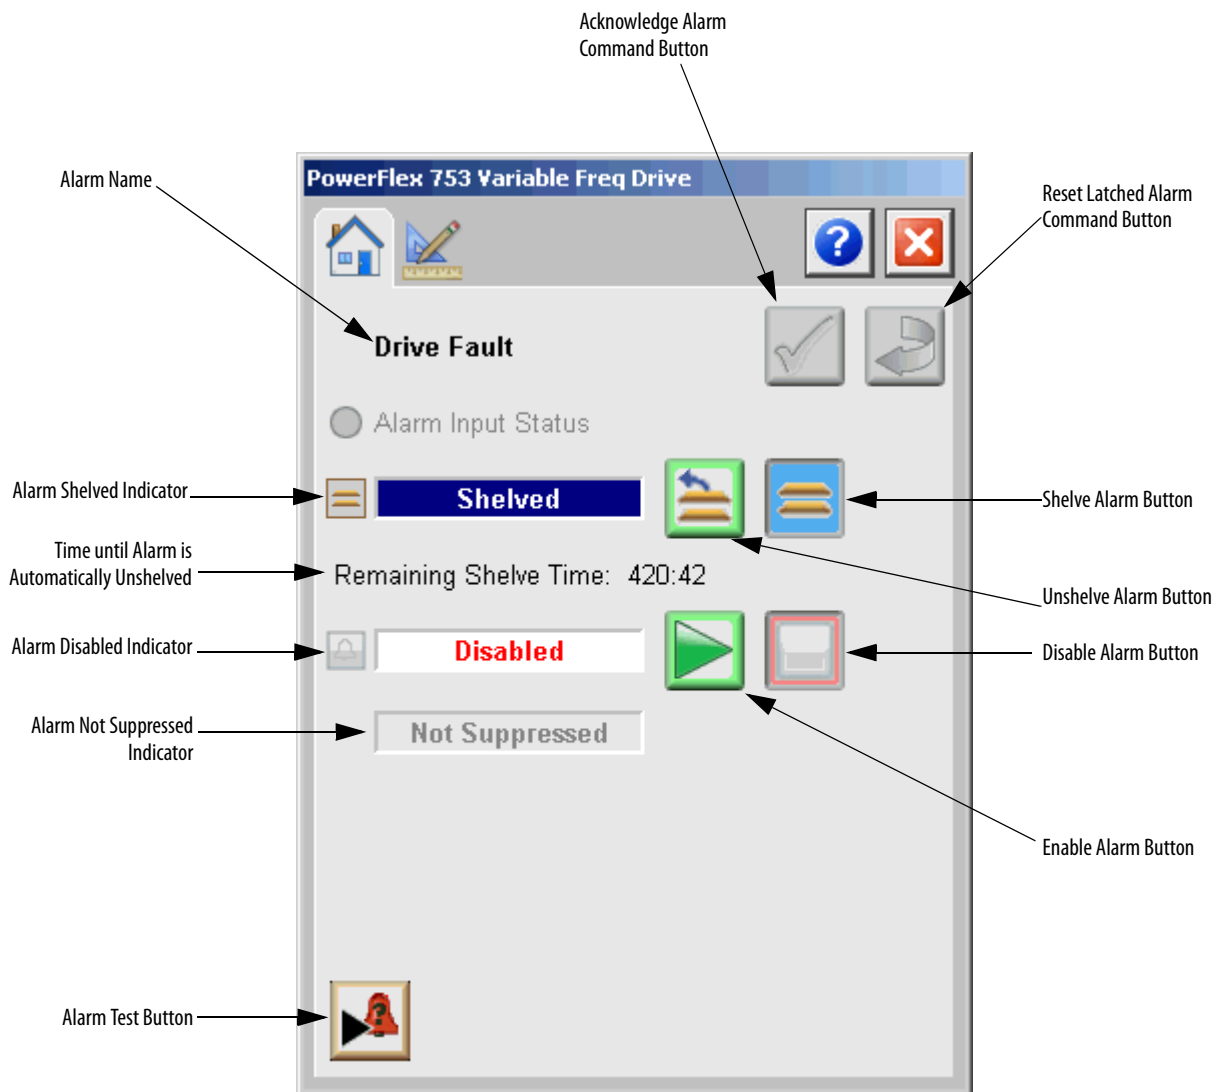 Acknowledge Alarm
Command Button
PowerFlex 753 Variable Freq Drive
Alarm Name
Reset Latched Alarm
Command Button
?
Drive Fault
Alarm Input Status
Alarm Shelved Indicator
Shelved
Shelve Alarm Button
Time until Alarm is
Automatically Unshelved
Remaining Shelve Time: 420:42
Unshelve Alarm Button
Alarm Disabled Indicator
Disabled
Disable Alarm Button
Alarm Not Suppressed
Indicator
Not Suppressed
Enable Alarm Button
Alarm Test Button
?